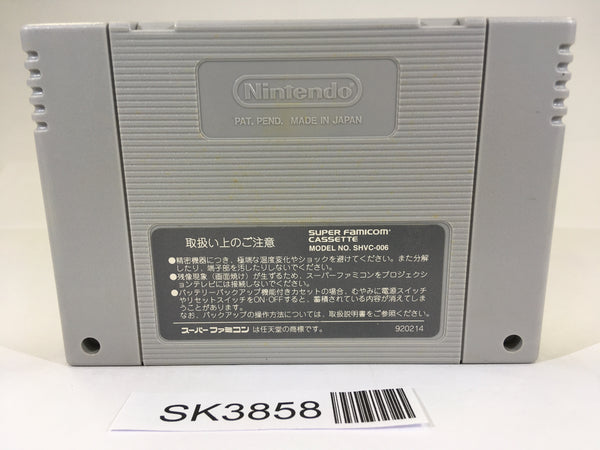 Nintendo
PAT. PEND. MADE IN JAPAN
取扱い上のご注意
SUPER FAMICOM
CASSETTE
MODEL NO. SHVC-006
●精密機器につき、極端な温度変化やショックを避けてください。また分解
したり、端子部を汚したりしないでください。
●残像現象（画面焼け）が生ずるため、スーパーファミコンをプロジェクシ
ョンテレビには接続しないでください。
●バッテリーバックアップ機能付きカセットの場合、むやみに電源スイッチ
やリセットスイッチをON・OFFすると、蓄積されている内容が消えてしま
うことがあります。
なお、バックアップの操作方法については、取扱説明書をご参照ください。
スーパーファミコン は任天堂の商標です。
920214
SK3858